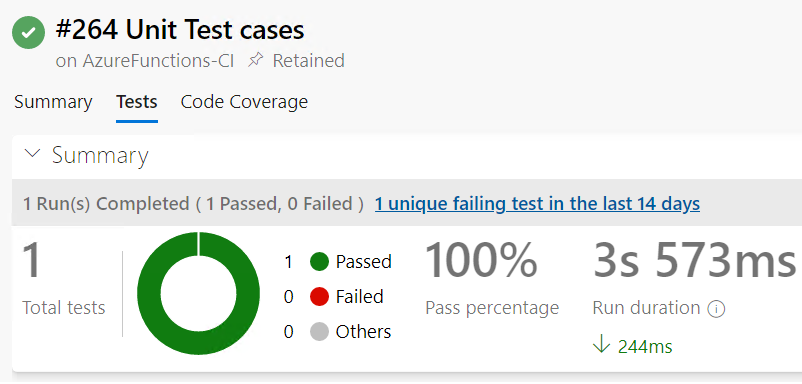 #264 Unit Test cases
on AzureFunctions-CI Retained
Summary Tests Code Coverage
Summary
1 Run(s) Completed ( 1 Passed, 0 Failed ) 1 unique failing test in the last 14 days
1
Total tests
1 Passed
0 Failed
0 Others
100%
Pass percentage
3s 573ms
Run duration
244ms